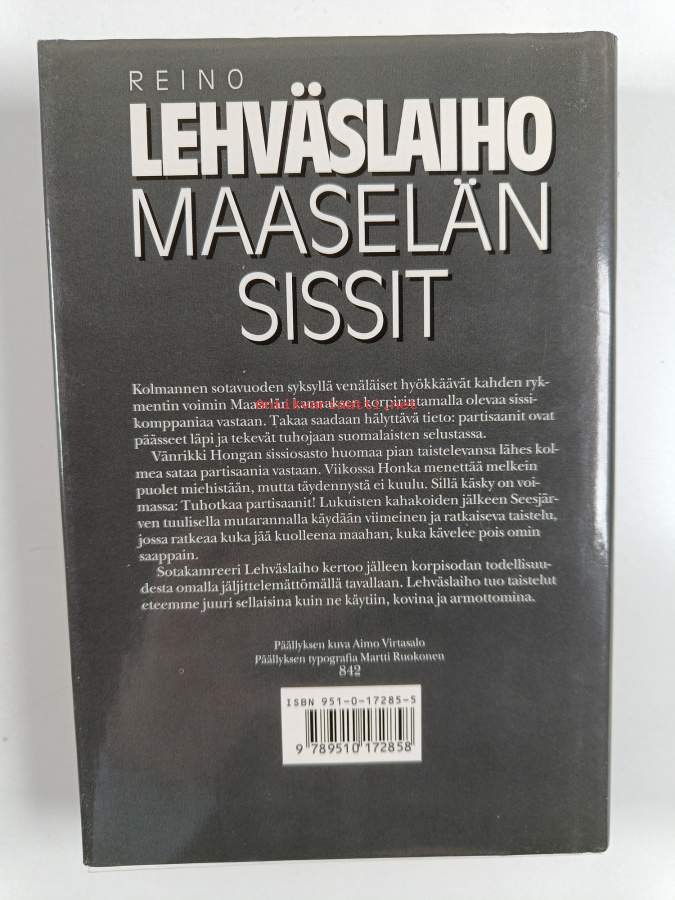 REINO
LEHVÄSLAIHO
MAASELÄN
SISSIT
Kolmannen sotavuoden syksyllä venäläiset hyökkäävät kahden ryk-
mentin voimin Maaselän kannaksen korpirintamalla olevaa sissi-
komppaniaa vastaan. Takaa saadaan hälyttävä tieto: partisaanit ovat
päässeet läpi ja tekevät tuhojaan suomalaisten selustassa.
Vänrikki Hongan sissiosasto huomaa pian taistelevansa lähes kol-
mea sataa partisaania vastaan. Viikossa Honka menettää melkein
puolet miehistään, mutta täydennystä ei kuulu. Sillä käsky on voi-
massa: Tuhotkaa partisaanit! Lukuisten kahakoiden jälkeen Seesjär-
ven tuulisella mutarannalla käydään viimeinen ja ratkaiseva taistelu,
jossa ratkeaa kuka jää kuolleena maahan, kuka kävelee pois omin
saappain.
Sotakamreeri Lehväslaiho kertoo jälleen korpisodan todellisuu-
desta omalla jäljittelemättömällä tavallaan. Lehväslaiho tuo taistelut
eteemme juuri sellaisina kuin ne käytiin, kovina ja armottomina.
Päällyksen kuva Aimo Virtasalo
Päällyksen typografia Martti Ruokonen
842
ISBN 951-0-17285-5
9 789510 172858